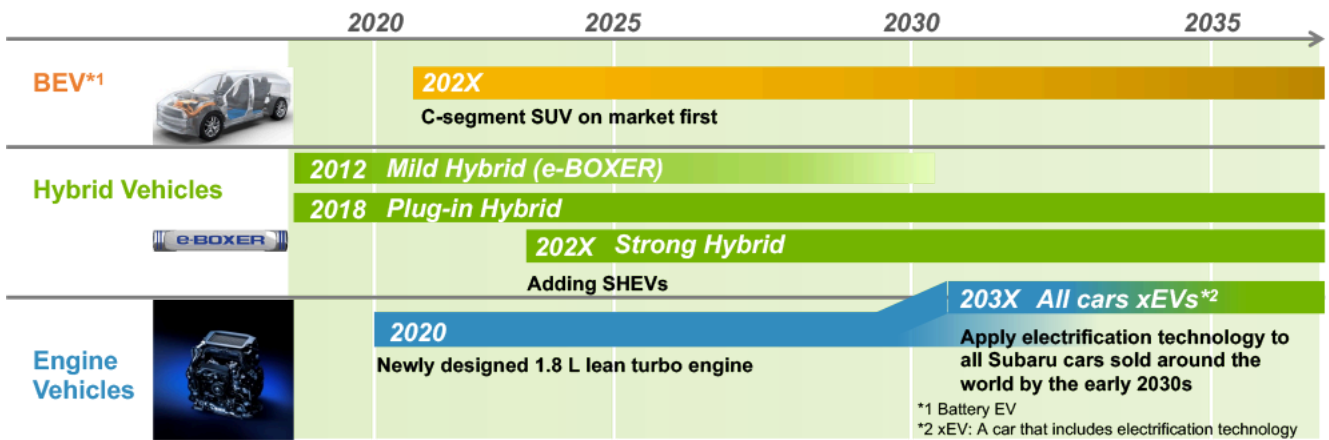 2020 2025 2030 2035
BEV*1
202X
C-segment SUV on market first
Hybrid Vehicles
2012 Mild Hybrid (e-BOXER)
2018 Plug-in Hybrid
e-BOXER
202X Strong Hybrid
Adding SHEVs
Engine
Vehicles
2020
Newly designed 1.8 L lean turbo engine
203X All cars xEVs*2
Apply electrification technology to
all Subaru cars sold around the
world by the early 2030s
*1 Battery EV
*2 xEV: A car that includes electrification technology